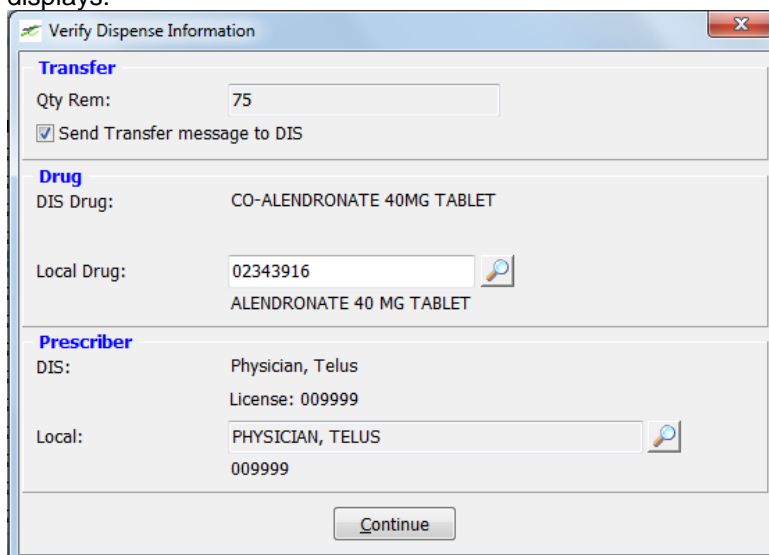 displays.
Verify Dispense Information
Transfer
Qty Rem: 75
Send Transfer message to DIS
Drug
DIS Drug: CO-ALENDRONATE 40MG TABLET
Local Drug: 02343916
ALENDRONATE 40 MG TABLET
Prescriber
DIS: Physician, Telus
License: 009999
Local: PHYSICIAN, TELUS
009999
Continue